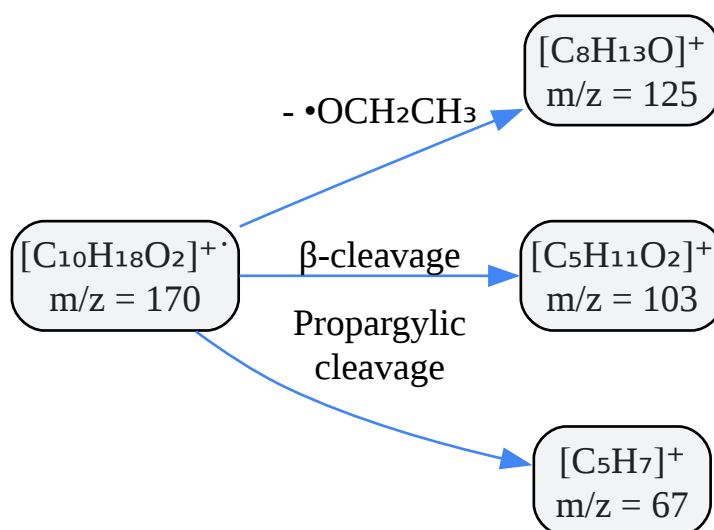 [C₈H₁₃O]⁺
m/z = 125
- •OCH₂CH₃
[C₁₀H₁₈O₂]⁺˙
m/z = 170
β-cleavage
[C₅H₁₁O₂]⁺
m/z = 103
Propargylic
cleavage
[C₅H₇]⁺
m/z = 67